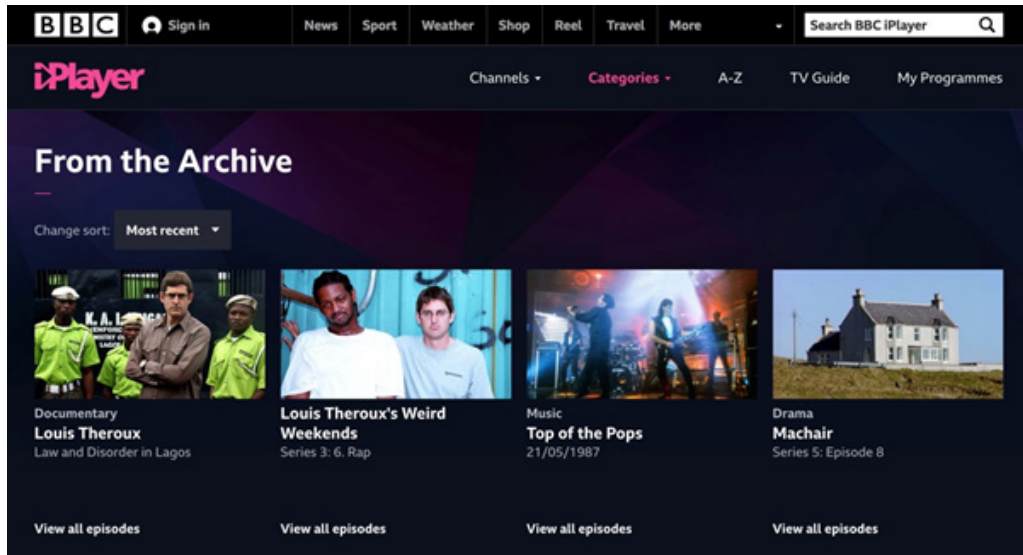 BBC Sign in News Sport Weather Shop Reel Travel More Search BBC iPlayer
iPlayer Channels Categories A-Z TV Guide My Programmes
From the Archive
Change sort: Most recent
K. A. I.
LAGOS
Documentary
Louis Theroux
Law and Disorder in Lagos
View all episodes
Louis Theroux's Weird
Weekends
Series 3: 6. Rap
View all episodes
Music
Top of the Pops
21/05/1987
View all episodes
Drama
Machair
Series 5: Episode 8
View all episodes